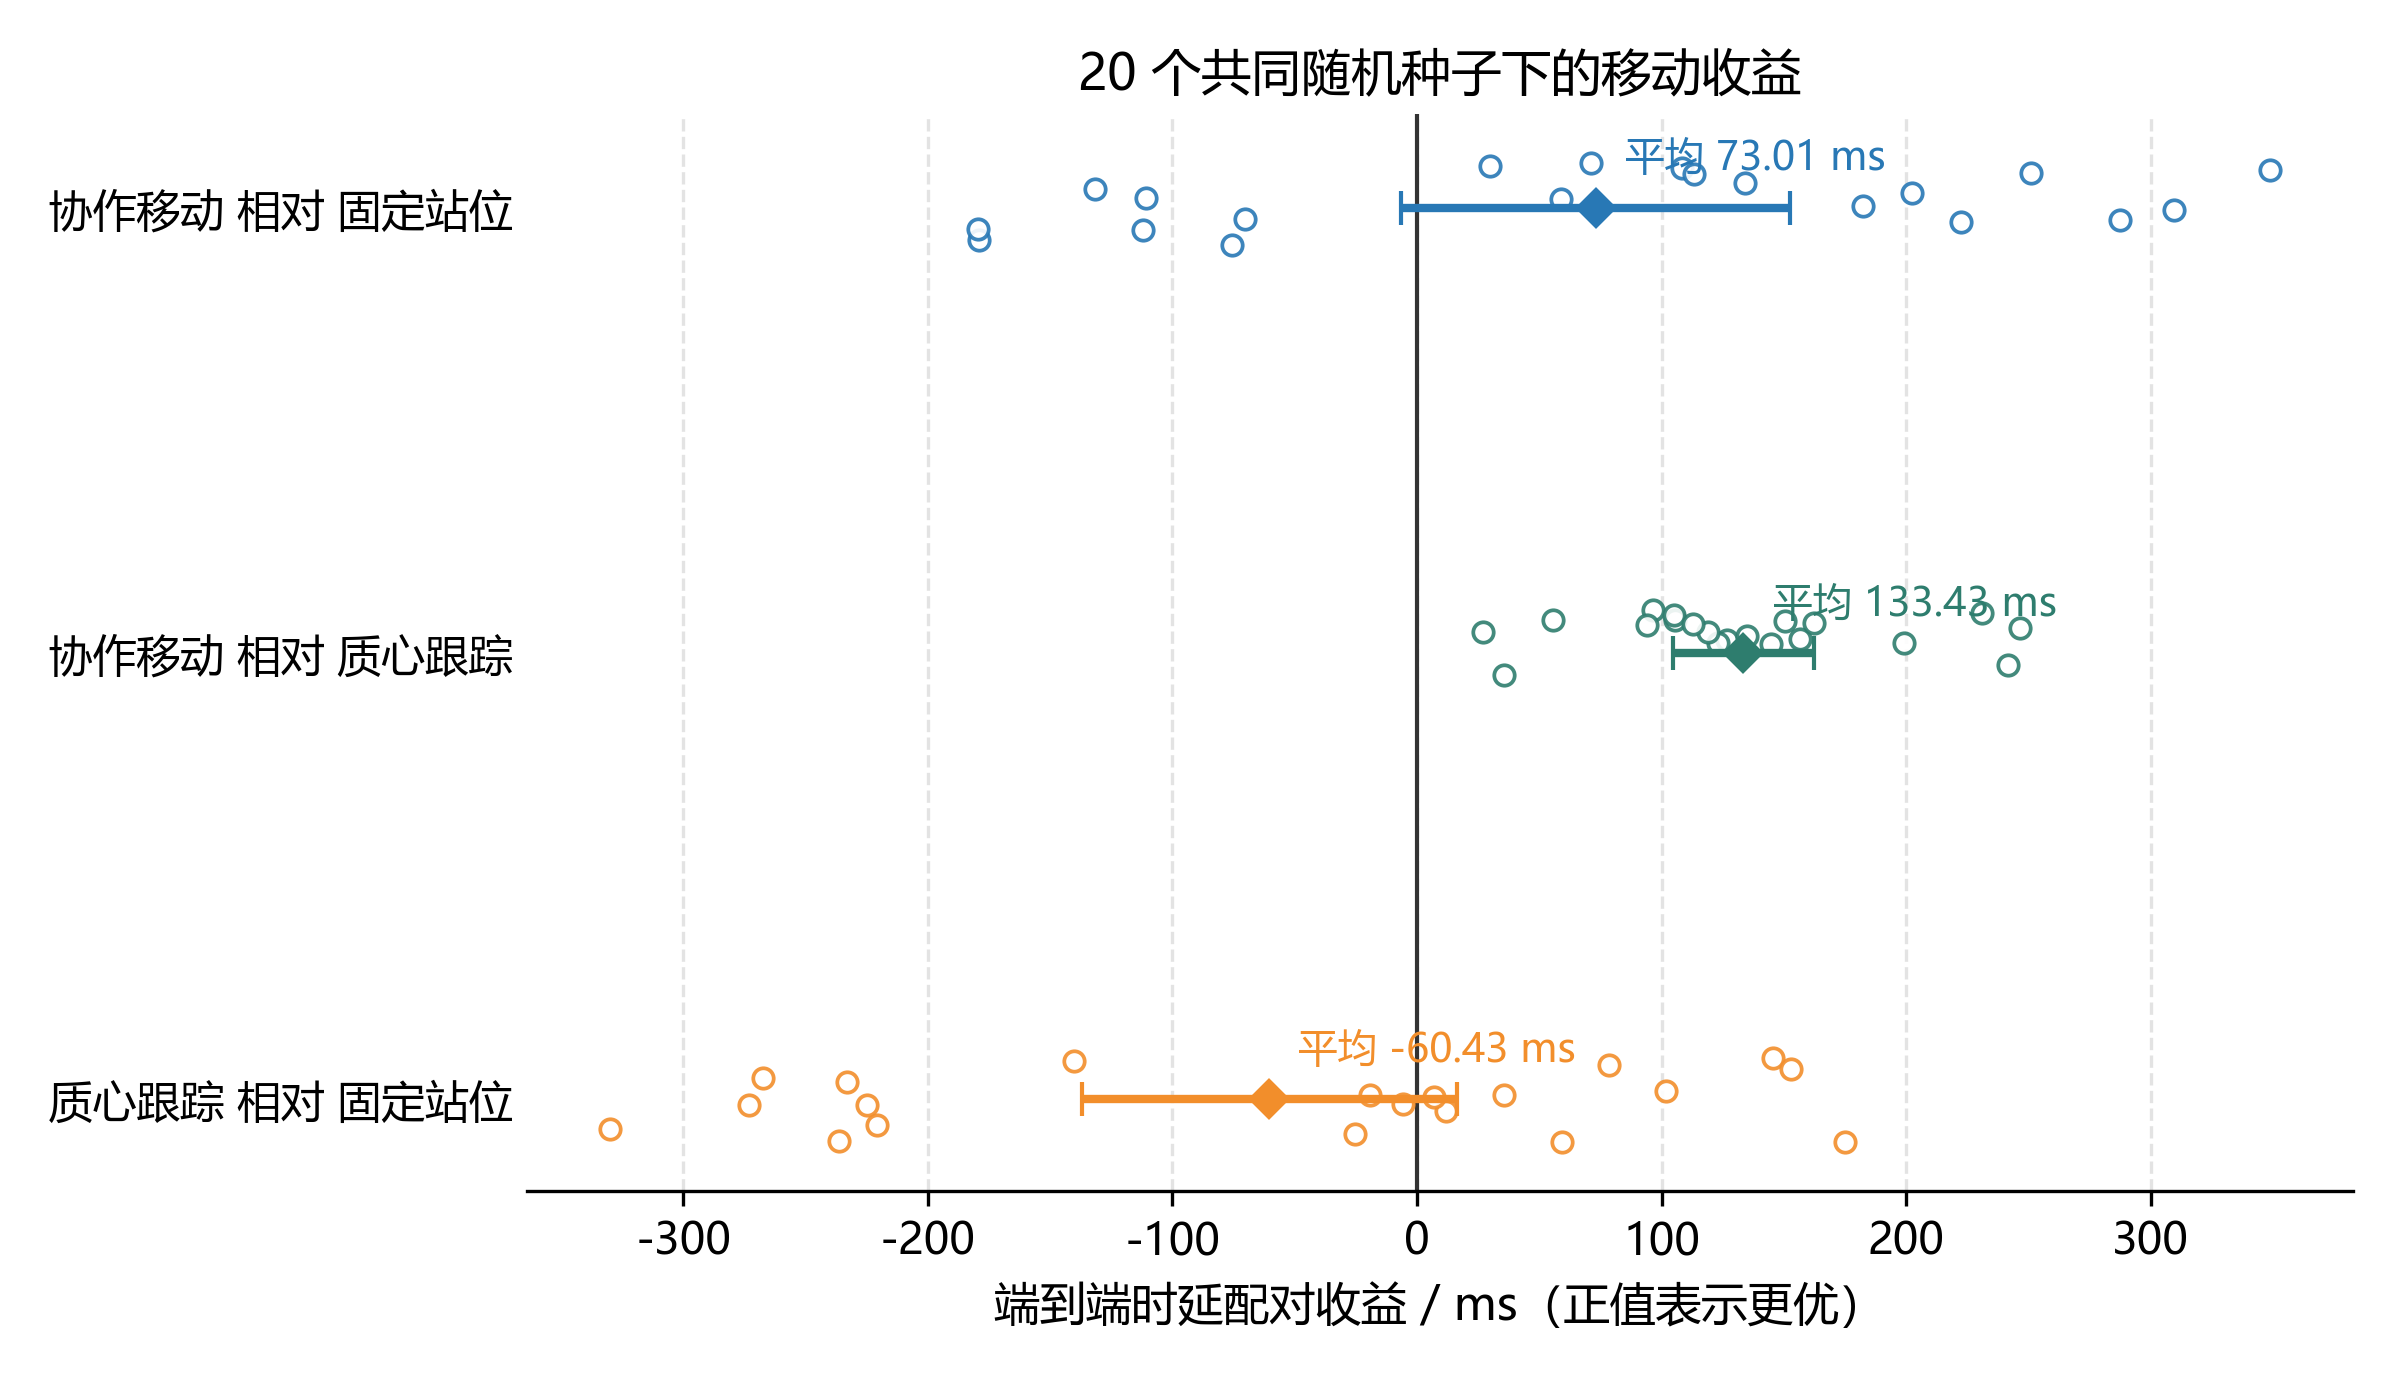 20 个共同随机种子下的移动收益
平均 73.01 ms
协作移动 相对 固定站位
平均 133.43 ms
协作移动 相对 质心跟踪
平均 -60.43 ms
质心跟踪 相对 固定站位
-300 -200 -100 0 100 200 300
端到端时延配对收益 / ms（正值表示更优）